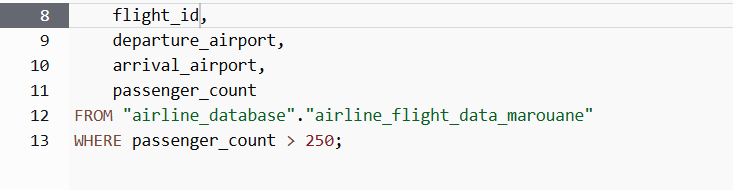 8 flight_id,
9 departure_airport,
10 arrival_airport,
11 passenger_count
12 FROM "airline_database"."airline_flight_data_marouane"
13 WHERE passenger_count > 250;